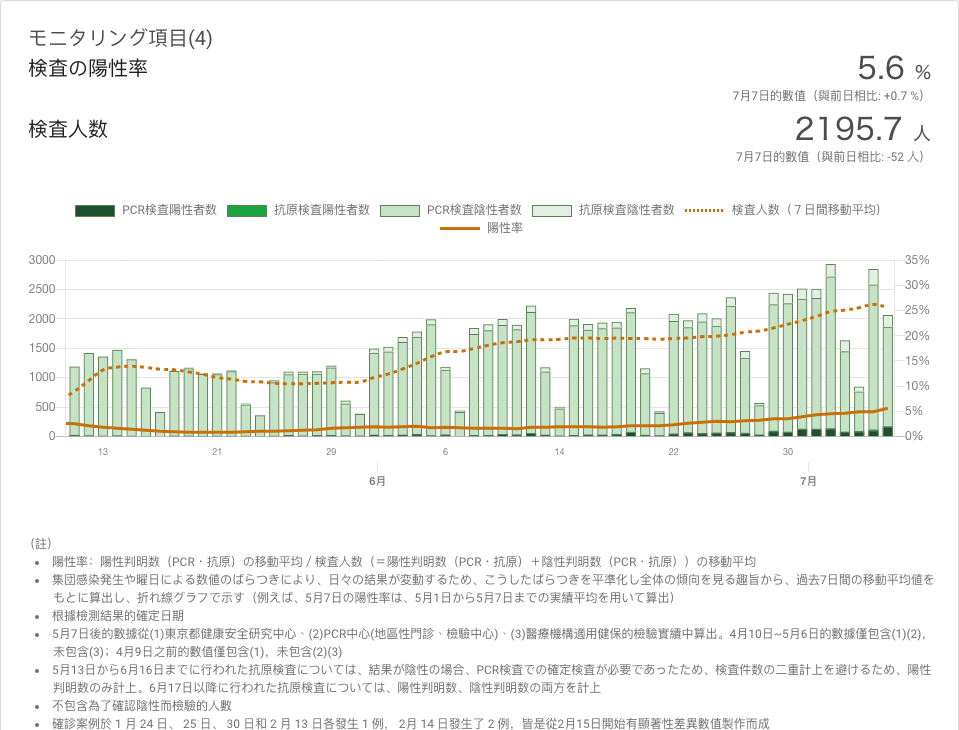 モニタリング項目(4)
検査の陽性率
5.6 %
7月7日的數值（與前日相比: +0.7 %）
検査人数
2195.7 人
7月7日的數值（與前日相比: -52 人）
PCR検査陽性者数 抗原検査陽性者数 PCR検査陰性者数 抗原検査陰性者数 検査人数（７日間移動平均）
陽性率
3000 35%
2500 30%
2000 25%
1500 20%
1000 15%
500 10%
0 5%
0%
13 21 29 6 14 22 30
6月 7月
（註）
陽性率：陽性判明数（PCR・抗原）の移動平均 / 検査人数（＝陽性判明数（PCR・抗原）＋陰性判明数（PCR・抗原））の移動平均
集団感染発生や曜日による数値のばらつきにより、日々の結果が変動するため、こうしたばらつきを平準化し全体の傾向を見る趣旨から、過去7日間の移動平均値を
もとに算出し、折れ線グラフで示す（例えば、5月7日の陽性率は、5月1日から5月7日までの実績平均を用いて算出）
根據檢測結果的確定日期
5月7日後的數據從(1)東京都健康安全研究中心、(2)PCR中心(地區性門診、檢驗中心)、(3)醫療機構適用健保的檢驗實績中算出。4月10日~5月6日的數據僅包含(1)(2)，
未包含(3)；4月9日之前的數值僅包含(1)，未包含(2)(3)
5月13日から6月16日までに行われた抗原検査については、結果が陰性の場合、PCR検査での確定検査が必要であったため、検査件数の二重計上を避けるため、陽性
判明数のみ計上。6月17日以降に行われた抗原検査については、陽性判明数、陰性判明数の両方を計上
不包含為了確認陰性而檢驗的人數
確診案例於 1 月 24 日、 25 日、 30 日和 2 月 13 日各發生 1 例， 2月 14 日發生了 2 例，皆是從2月15日開始有顯著性差異數值製作而成